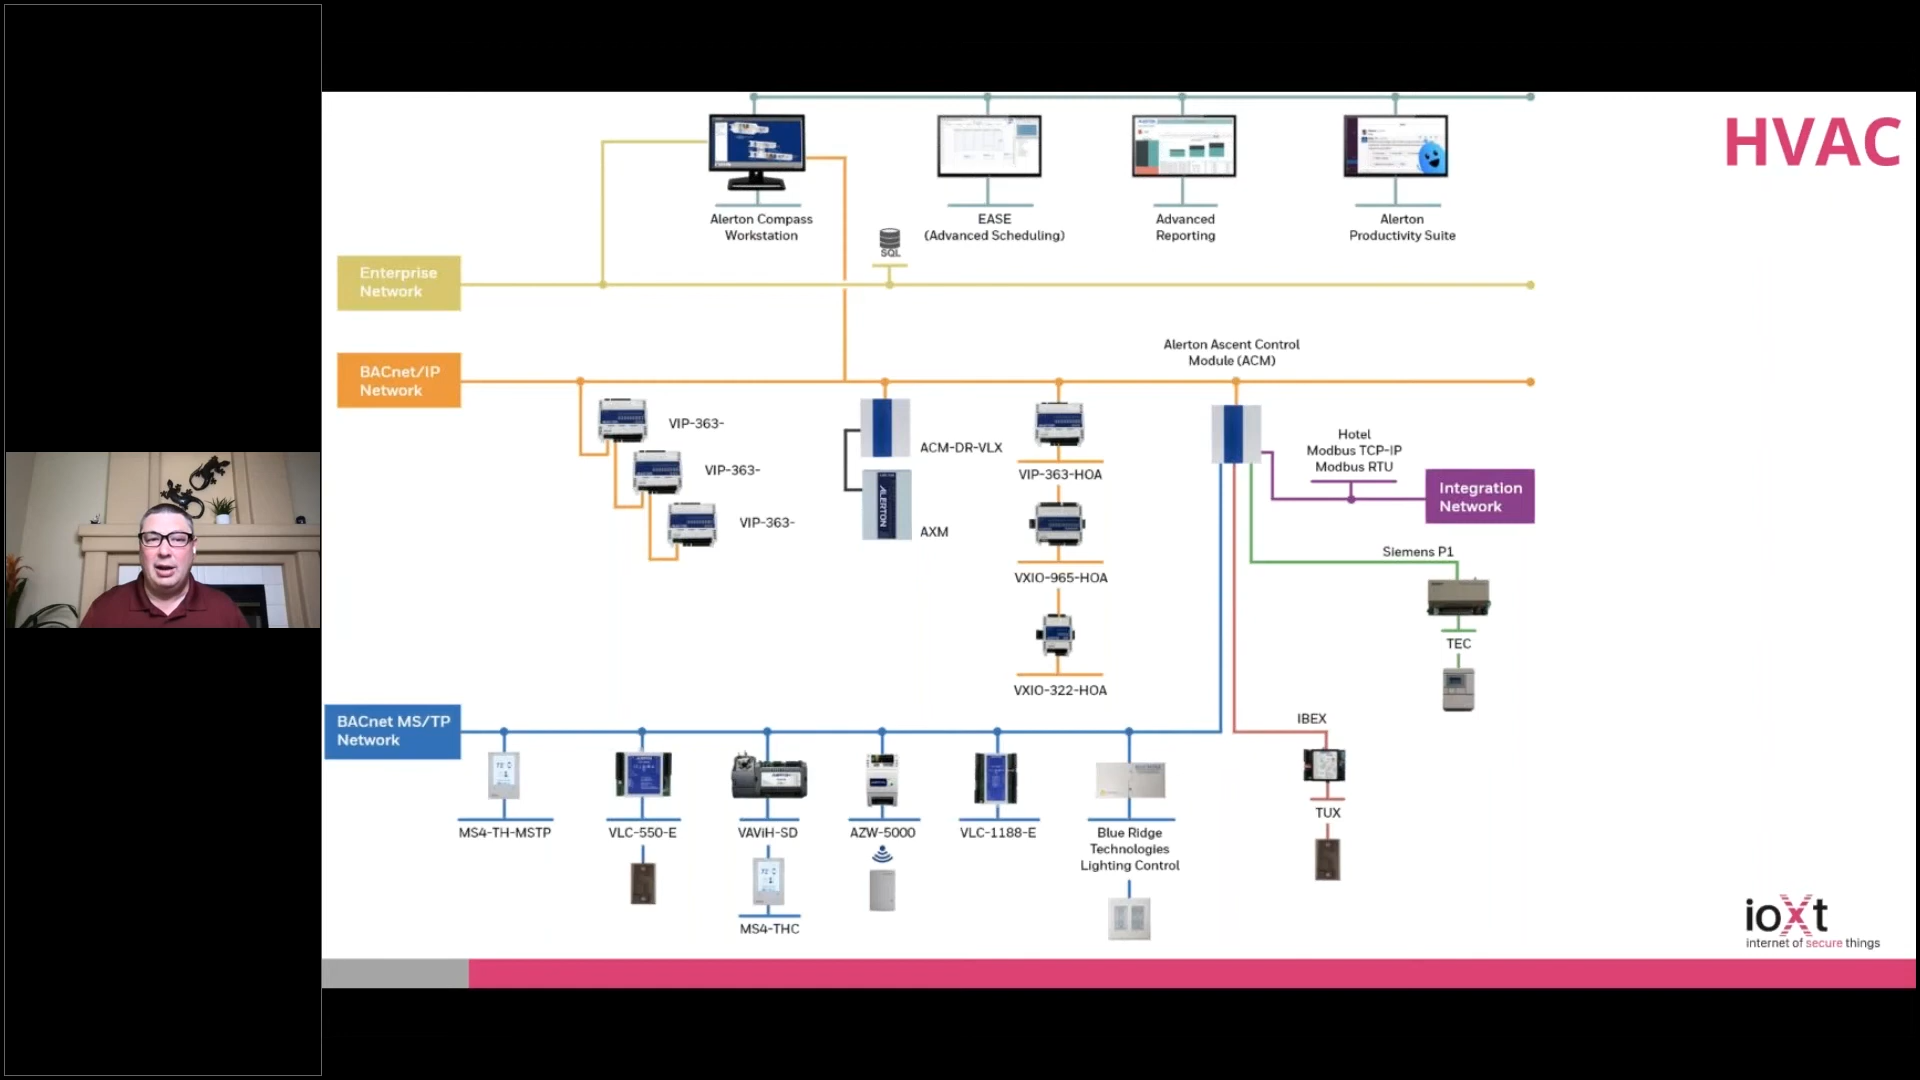 HVAC
Alerton Compass
Workstation
EASE
(Advanced Scheduling)
Advanced
Reporting
Alerton
Productivity Suite
SQL
Enterprise
Network
Alerton Ascent Control
Module (ACM)
BACnet/IP
Network
VIP-363-
VIP-363-
VIP-363-
ACM-DR-VLX
ALERTON
AXM
VIP-363-HOA
VXIO-965-HOA
VXIO-322-HOA
Hotel
Modbus TCP-IP
Modbus RTU
Integration
Network
Siemens P1
TEC
BACnet MS/TP
Network
IBEX
TUX
MS4-TH-MSTP
VLC-550-E
VAViH-SD
AZW-5000
VLC-1188-E
Blue Ridge
Technologies
Lighting Control
MS4-THC
ioXt
internet of secure things